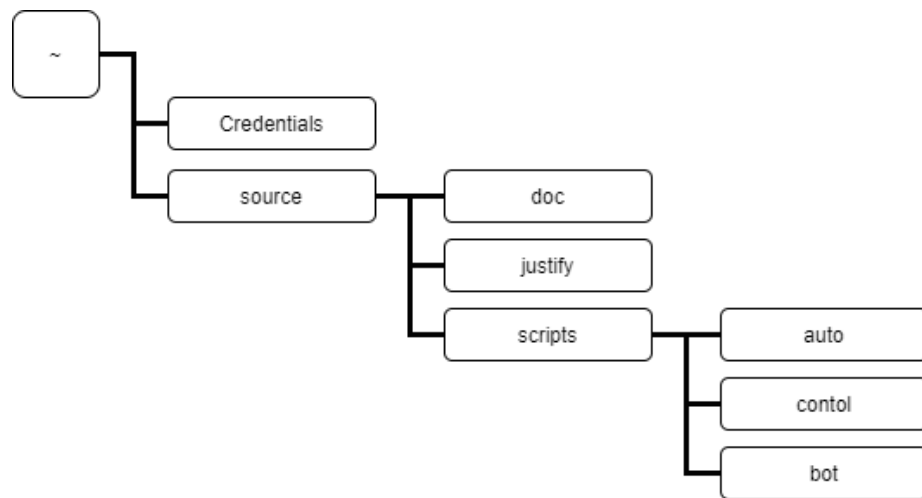 ~
Credentials
source
doc
justify
scripts
auto
contol
bot